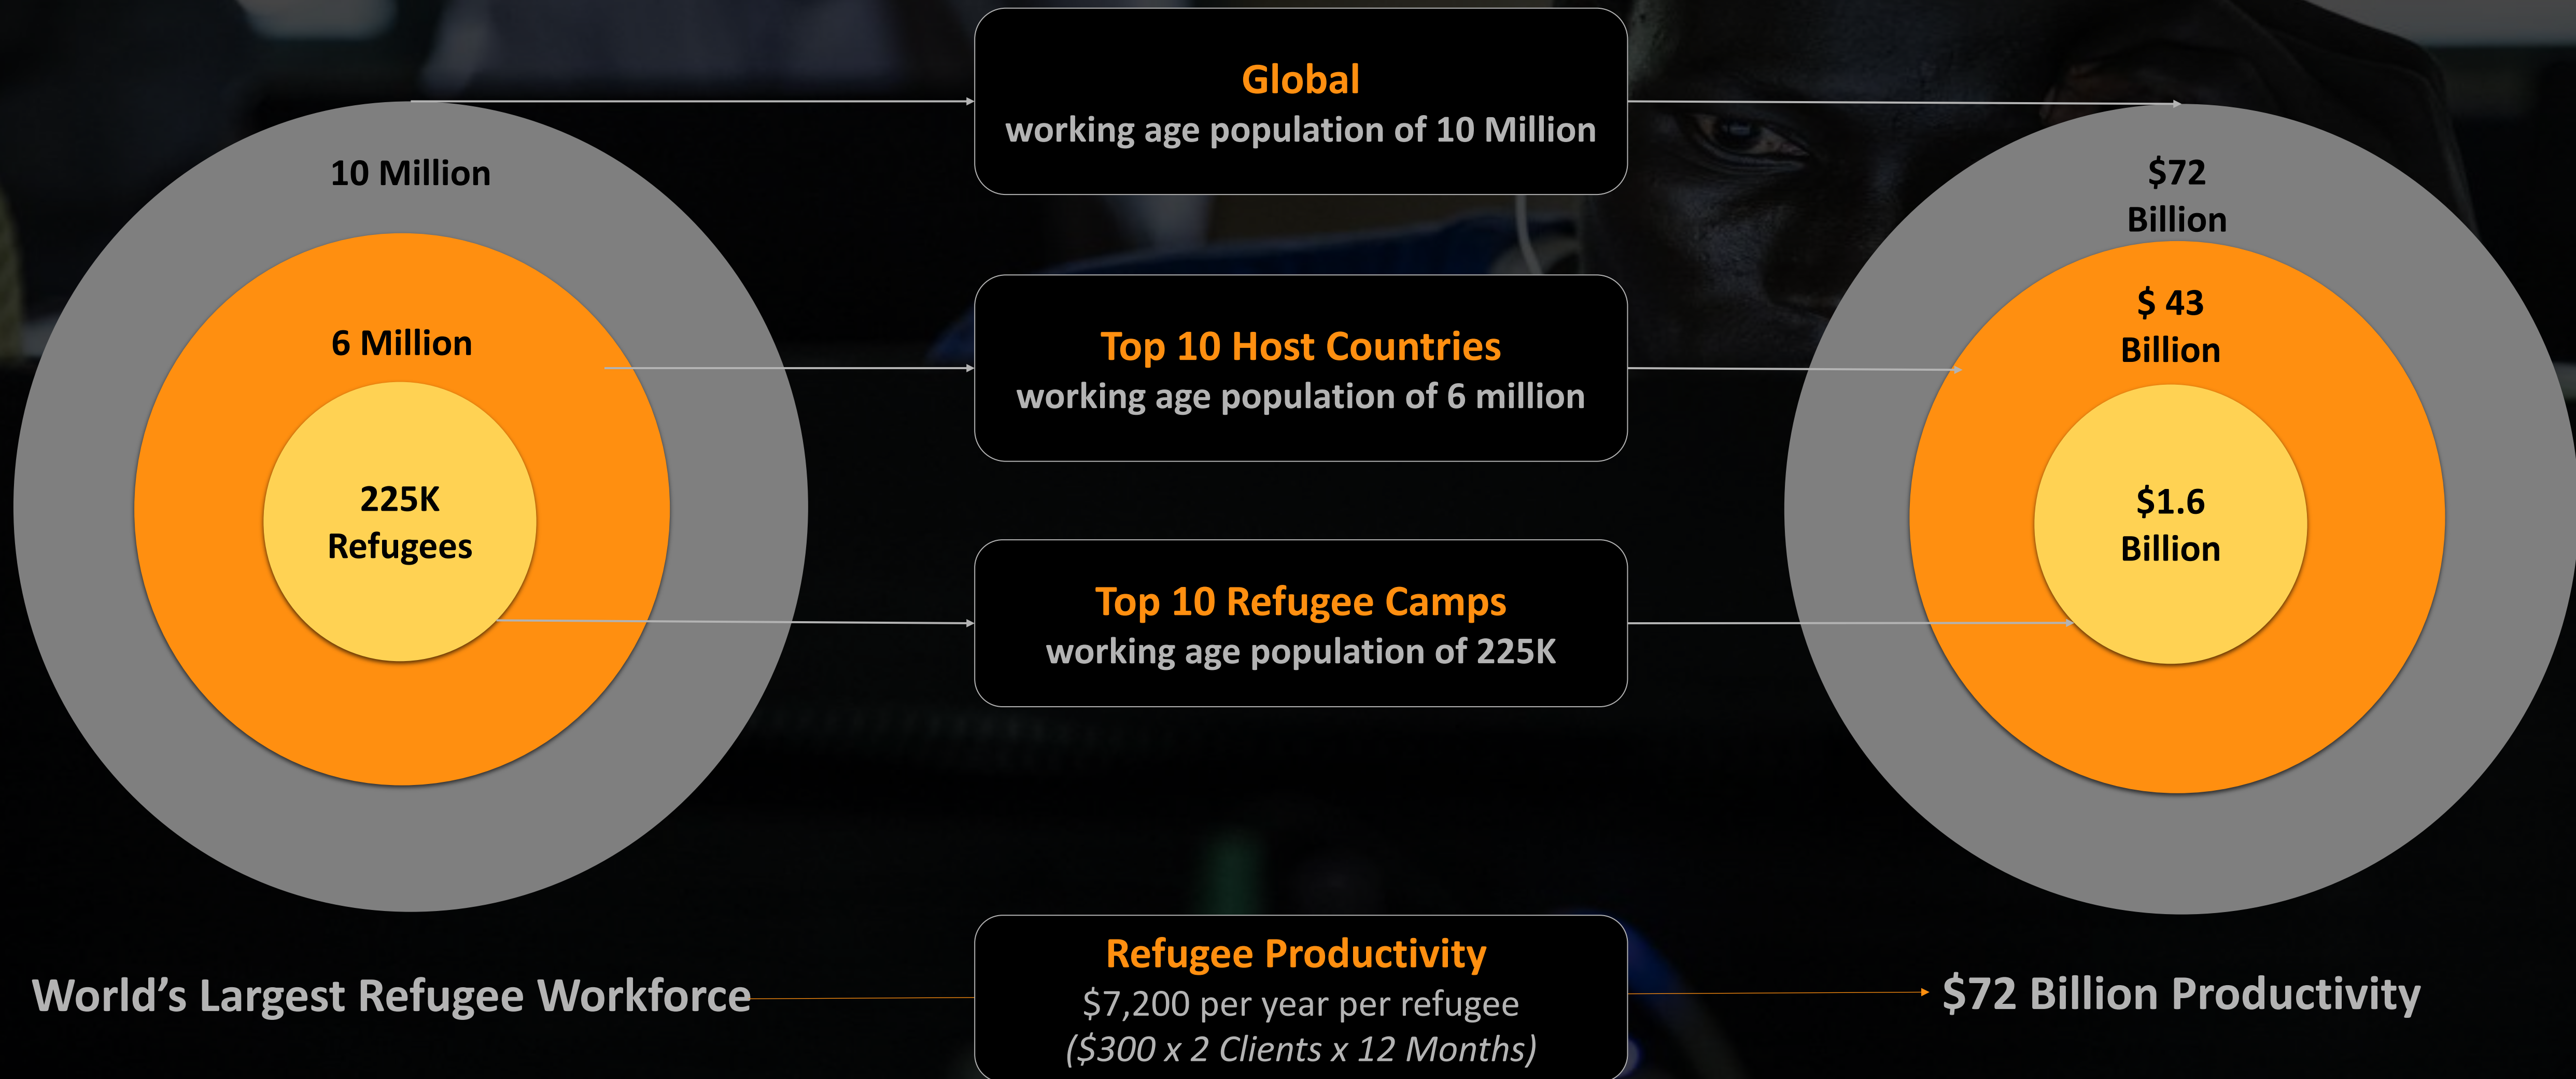 10 Million
6 Million
225K
Refugees
World’s Largest Refugee Workforce
Global
working age population of 10 Million
Top 10 Host Countries
working age population of 6 million
Top 10 Refugee Camps
working age population of 225K
Refugee Productivity
$7,200 per year per refugee
($300 x 2 Clients x 12 Months)
$72
Billion
$ 43
Billion
$1.6
Billion
$72 Billion Productivity